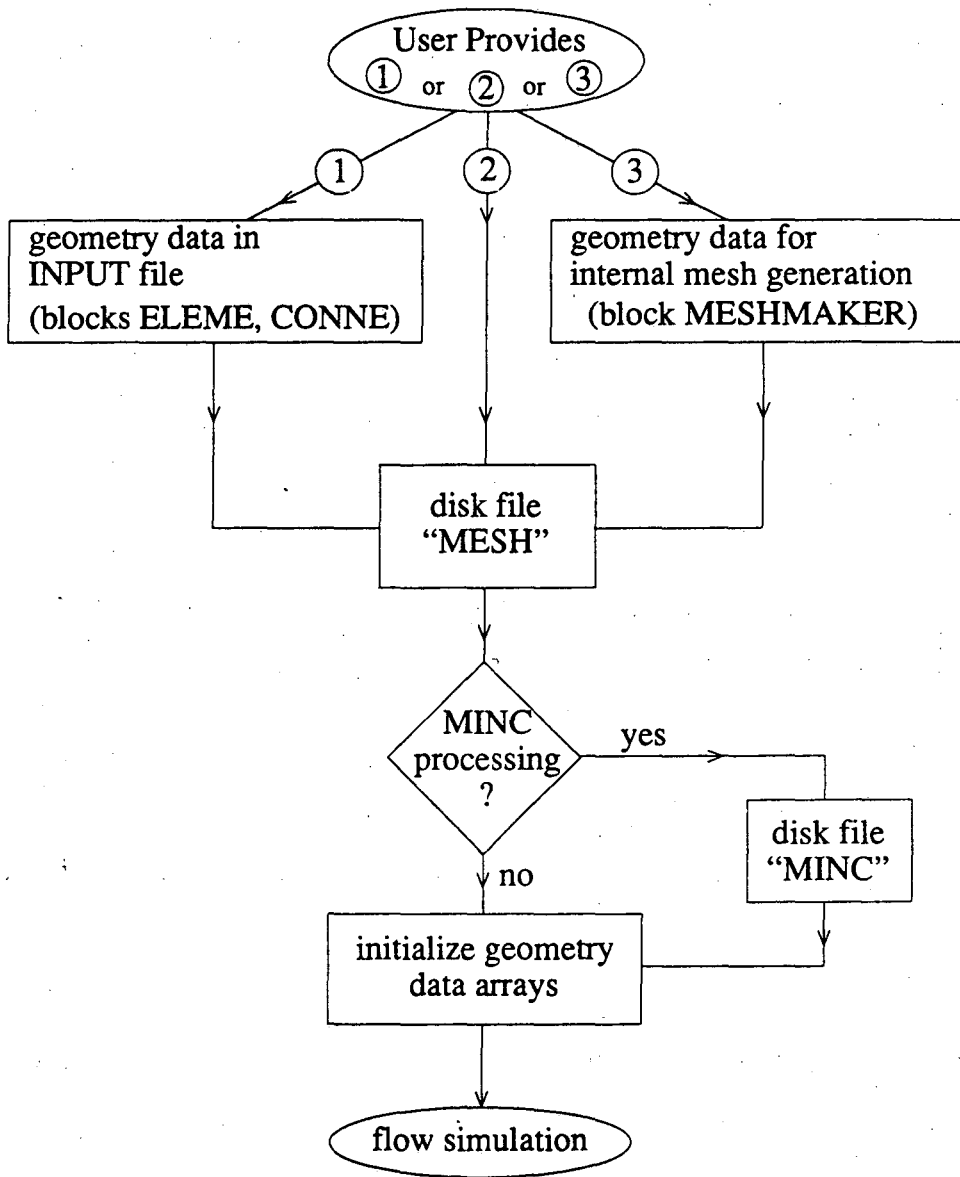 User Provides
① or ② or ③
①
②
③
geometry data in
INPUT file
(blocks ELEME, CONNE)
geometry data for
internal mesh generation
(block MESHMAKER)
disk file
“MESH”
MINC
processing
?
yes
no
disk file
“MINC”
initialize geometry
data arrays
flow simulation